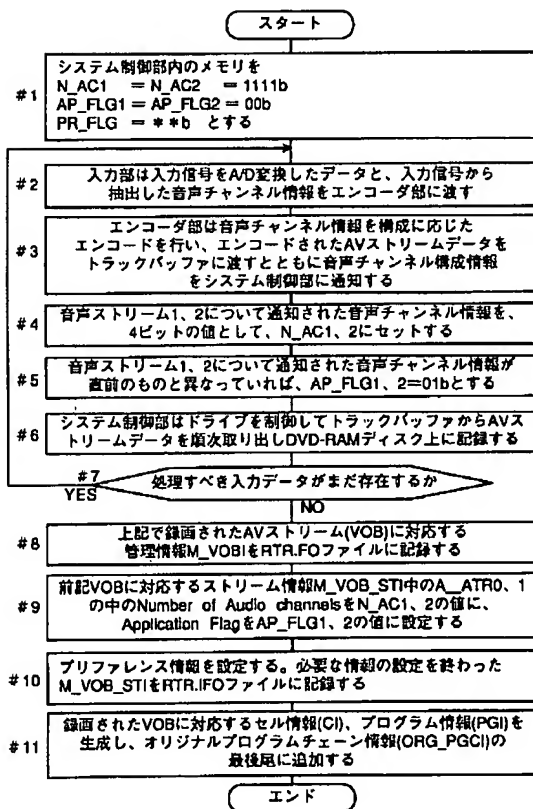 スタート
#1
システム制御部内のメモリを
N_AC1 =N_AC2 =1111b
AP_FLG1=AP_FLG2=00b
PR_FLG =**b とする
#2
入力部は入力信号をA/D変換したデータと、入力信号から
抽出した音声チャンネル情報をエンコーダ部に渡す
#3
エンコーダ部は音声チャンネル情報を構成に応じた
エンコードを行い、エンコードされたAVストリームデータを
トラックバッファに渡すとともに音声チャンネル構成情報
をシステム制御部に通知する
#4
音声ストリーム1、2について通知された音声チャンネル情報を、
4ビットの値として、N_AC1、2にセットする
#5
音声ストリーム1、2について通知された音声チャンネル情報が
直前のものと異なっていれば、AP_FLG1、2=01bとする
#6
システム制御部はドライブを制御してトラックバッファからAVス
トリームデータを順次取り出しDVD-RAMディスク上に記録する
#7
YES
処理すべき入力データがまだ存在するか
NO
#8
上記で録画されたAVストリーム(VOB)に対応する
管理情報M_VOBIをRTR.IFOファイルに記録する
#9
前記VOBに対応するストリーム情報M_VOB_STI中のA__ATR0、1
の中のNumber of Audio channelsをN_AC1、2の値に、
Application FlagをAP_FLG1、2の値に設定する
#10
プリファレンス情報を設定する。必要な情報の設定を終わった
M_VOB_STIをRTR.IFOファイルに記録する
#11
録画されたVOBに対応するセル情報(CI)、プログラム情報(PGI)を
生成し、オリジナルプログラムチェーン情報(ORG_PGCI)の
最後尾に追加する
エンド